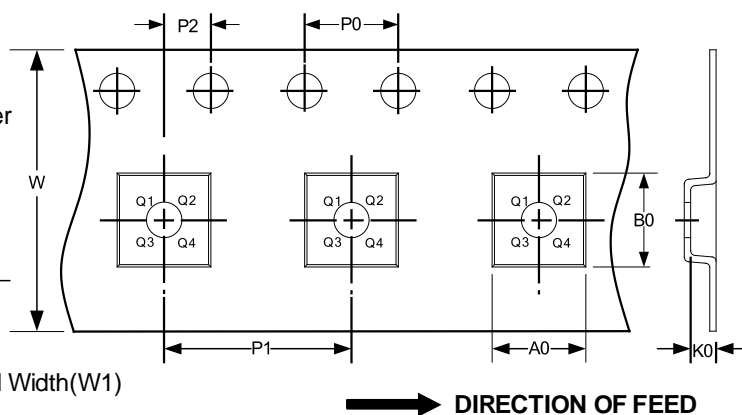 P2
P0
er
W
Q1 Q2
Q3 Q4
Q1 Q2
Q3 Q4
Q1 Q2
Q3 Q4
B0
P1
A0
K0
Width(W1)
DIRECTION OF FEED